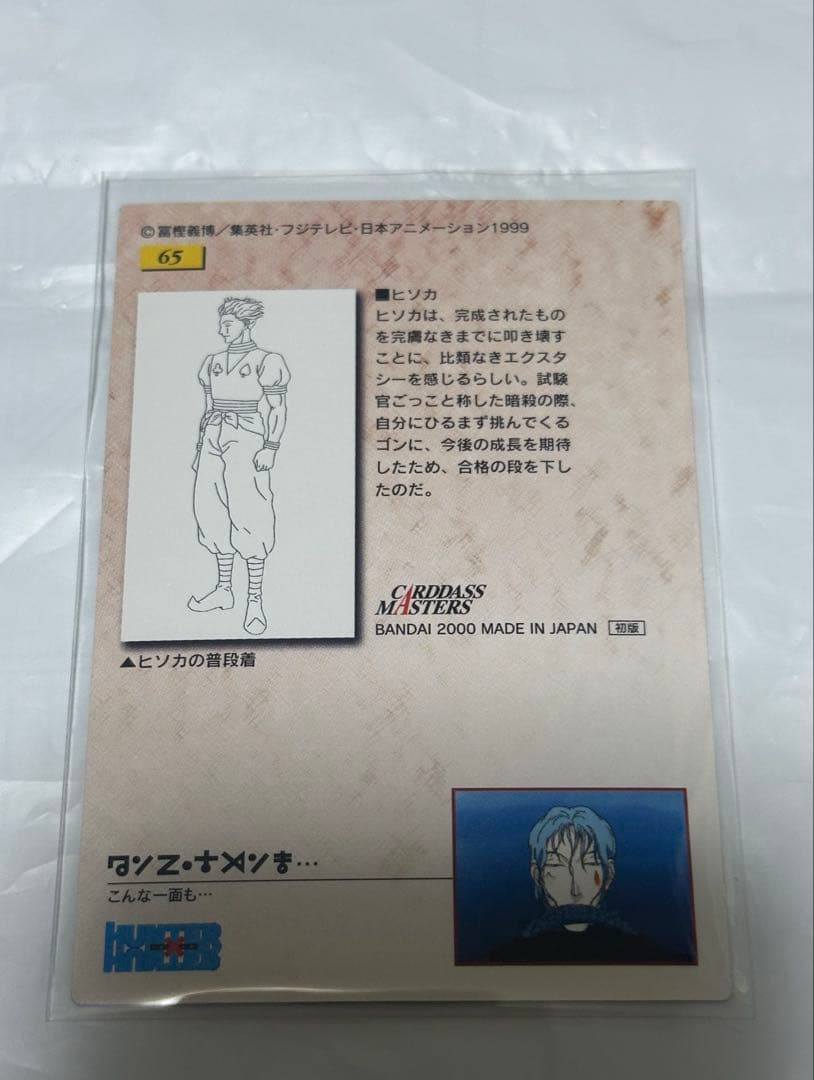 ©冨樫義博／集英社･フジテレビ･日本アニメーション1999
65
■ヒソカ
ヒソカは、完成されたもの
を完膚なきまでに叩き壊す
ことに、比類なきエクスタ
シーを感じるらしい。試験
官ごっこと称した暗殺の際、
自分にひるまず挑んでくる
ゴンに、今後の成長を期待
したため、合格の段を下し
たのだ。
CARDDASS
MASTERS
BANDAI 2000 MADE IN JAPAN 初版
▲ヒソカの普段着
こんな一面も…
HUNTER
HUNTER